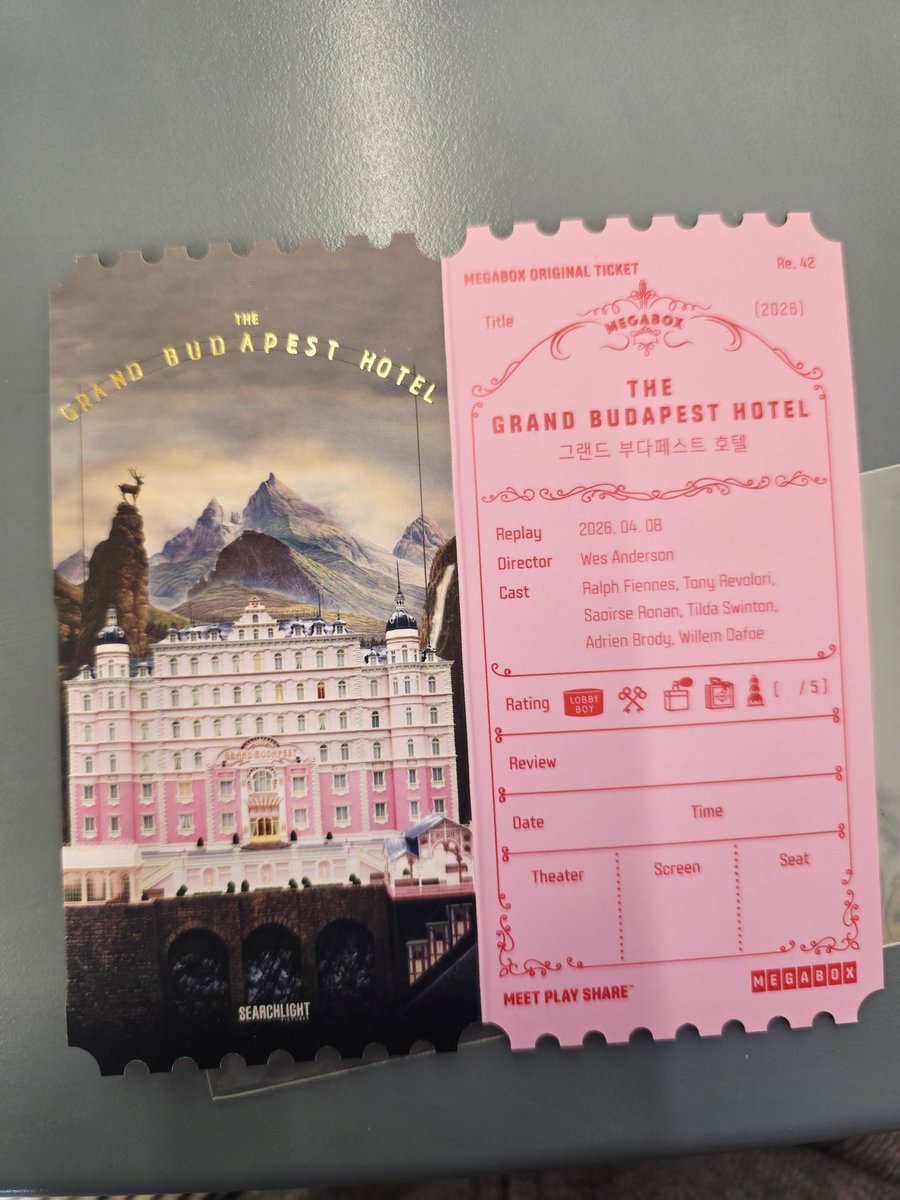 THE
GRAND BUDAPEST HOTEL
GRAND BUDAPEST
SEARCHLIGHT
PICTURES
MEGABOX ORIGINAL TICKET
Re. 42
Title
MEGABOX
(2026)
THE
GRAND BUDAPEST HOTEL
그랜드 부다페스트 호텔
Replay 2026. 04. 08
Director Wes Anderson
Cast Ralph Fiennes, Tony Revolori,
Saoirse Ronan, Tilda Swinton,
Adrien Brody, Willem Dafoe
Rating LOBBY BOY ( /5)
Review
Date Time
Theater Screen Seat
MEET PLAY SHARE™
MEGABOX